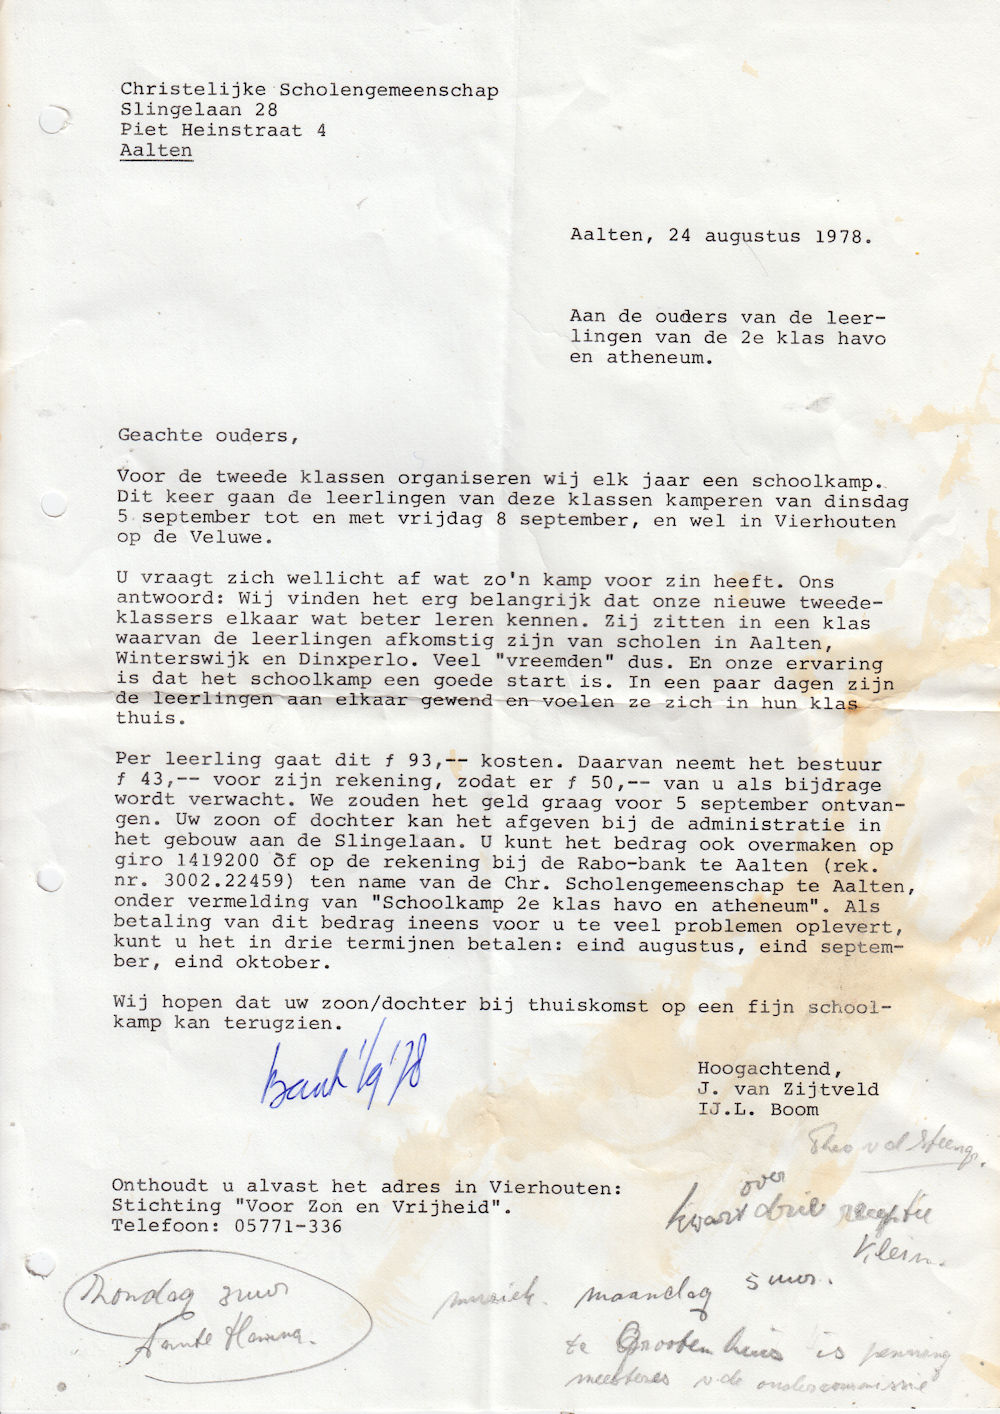 Christelijke Scholengemeenschap
Slingelaan 28
Piet Heinstraat 4
Aalten
Aalten, 24 augustus 1978.
Aan de ouders van de leer-
lingen van de 2e klas havo
en atheneum.
Geachte ouders,
Voor de tweede klassen organiseren wij elk jaar een schoolkamp.
Dit keer gaan de leerlingen van deze klassen kamperen van dinsdag
5 september tot en met vrijdag 8 september, en wel in Vierhouten
op de Veluwe.
U vraagt zich wellicht af wat zo'n kamp voor zin heeft. Ons
antwoord: Wij vinden het erg belangrijk dat onze nieuwe tweede-
klassers elkaar wat beter leren kennen. Zij zitten in een klas
waarvan de leerlingen afkomstig zijn van scholen in Aalten,
Winterswijk en Dinxperlo. Veel "vreemden" dus. En onze ervaring
is dat het schoolkamp een goede start is. In een paar dagen zijn
de leerlingen aan elkaar gewend en voelen ze zich in hun klas
thuis.
Per leerling gaat dit ƒ 93,-- kosten. Daarvan neemt het bestuur
ƒ 43,-- voor zijn rekening, zodat er ƒ 50,-- van u als bijdrage
wordt verwacht. We zouden het geld graag voor 5 september ontvan-
gen. Uw zoon of dochter kan het afgeven bij de administratie in
het gebouw aan de Slingelaan. U kunt het bedrag ook overmaken op
giro 1419200 òf op de rekening bij de Rabo-bank te Aalten (rek.
nr. 3002.22459) ten name van de Chr. Scholengemeenschap te Aalten,
onder vermelding van "Schoolkamp 2e klas havo en atheneum". Als
betaling van dit bedrag ineens voor u te veel problemen oplevert,
kunt u het in drie termijnen betalen: eind augustus, eind septem-
ber, eind oktober.
Wij hopen dat uw zoon/dochter bij thuiskomst op een fijn school-
kamp kan terugzien.
Bank 1/9'78
Hoogachtend,
J. van Zijtveld
IJ.L. Boom
Theo v d
Onthoudt u alvast het adres in Vierhouten:
Stichting "Voor Zon en Vrijheid".
Telefoon: 05771-336
over
kwart drie receptie
Klein.
uur
Tante Hanna.
muziek. maandag 5 uur.
te Grootenhuis is penning
meesteres v de oudercommissie